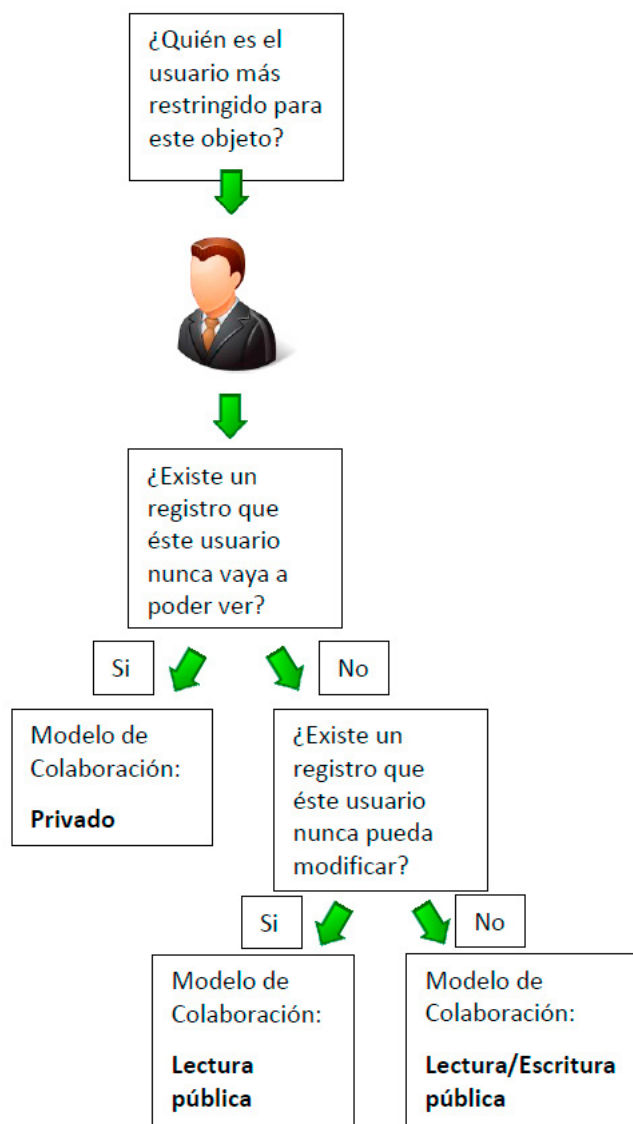 ¿Quién es el
usuario más
restringido para
este objeto?
¿Existe un
registro que
éste usuario
nunca vaya a
poder ver?
Si
No
Modelo de
Colaboración:
Privado
¿Existe un
registro que
éste usuario
nunca pueda
modificar?
Si
No
Modelo de
Colaboración:
Lectura
pública
Modelo de
Colaboración:
Lectura/Escritura
pública